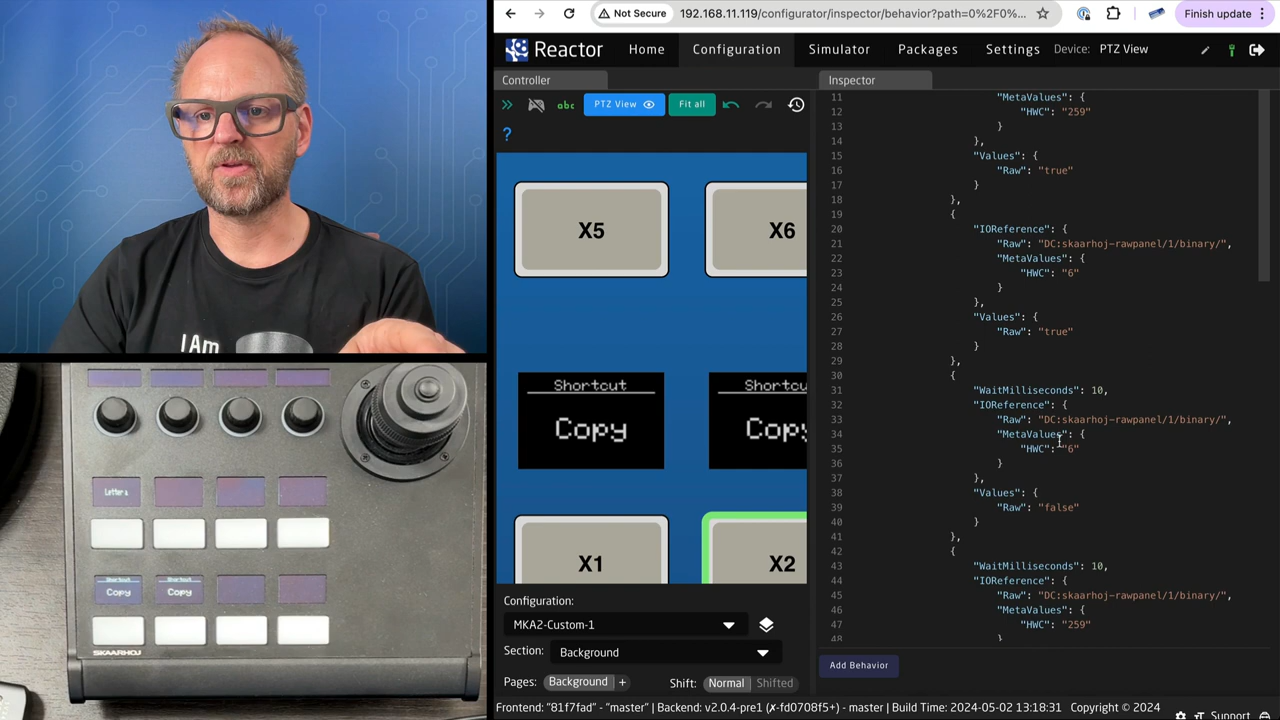 Not Secure
192.168.11.119/configurator/inspector/behavior?path=0%2F0%...
Finish update
Reactor
Home
Configuration
Simulator
Packages
Settings
Device: PTZ View
Controller
Inspector
abc
PTZ View
Fit all
?
X5
X6
Shortcut
Copy
Shortcu
Copy
X1
X2
Configuration:
MKA2-Custom-1
Section:
Background
Pages:
Background
+
Shift:
Normal
Shifted
11 "MetaValues": {
12 "HWC": "259"
13 }
14 },
15 "Values": {
16 "Raw": "true"
17 }
18 },
19 {
20 "IOReference": {
21 "Raw": "DC:skaarhoj-rawpanel/1/binary/",
22 "MetaValues": {
23 "HWC": "6"
24 }
25 },
26 "Values": {
27 "Raw": "true"
28 }
29 },
30 {
31 "WaitMilliseconds": 10,
32 "IOReference": {
33 "Raw": "DC:skaarhoj-rawpanel/1/binary/",
34 "MetaValues": {
35 "HWC": "6"
36 }
37 },
38 "Values": {
39 "Raw": "false"
40 }
41 },
42 {
43 "WaitMilliseconds": 10,
44 "IOReference": {
45 "Raw": "DC:skaarhoj-rawpanel/1/binary/",
46 "MetaValues": {
47 "HWC": "259"
48 }
Add Behavior
Frontend: "81f7fad" - "master" | Backend: v2.0.4-pre1 (✗-fd0708f5+) - master | Build Time: 2024-05-02 13:18:31 Copyright © 2024
Support
I Am
Letter
Shortcut
Copy
Shortcut
Copy
SKAARHOJ